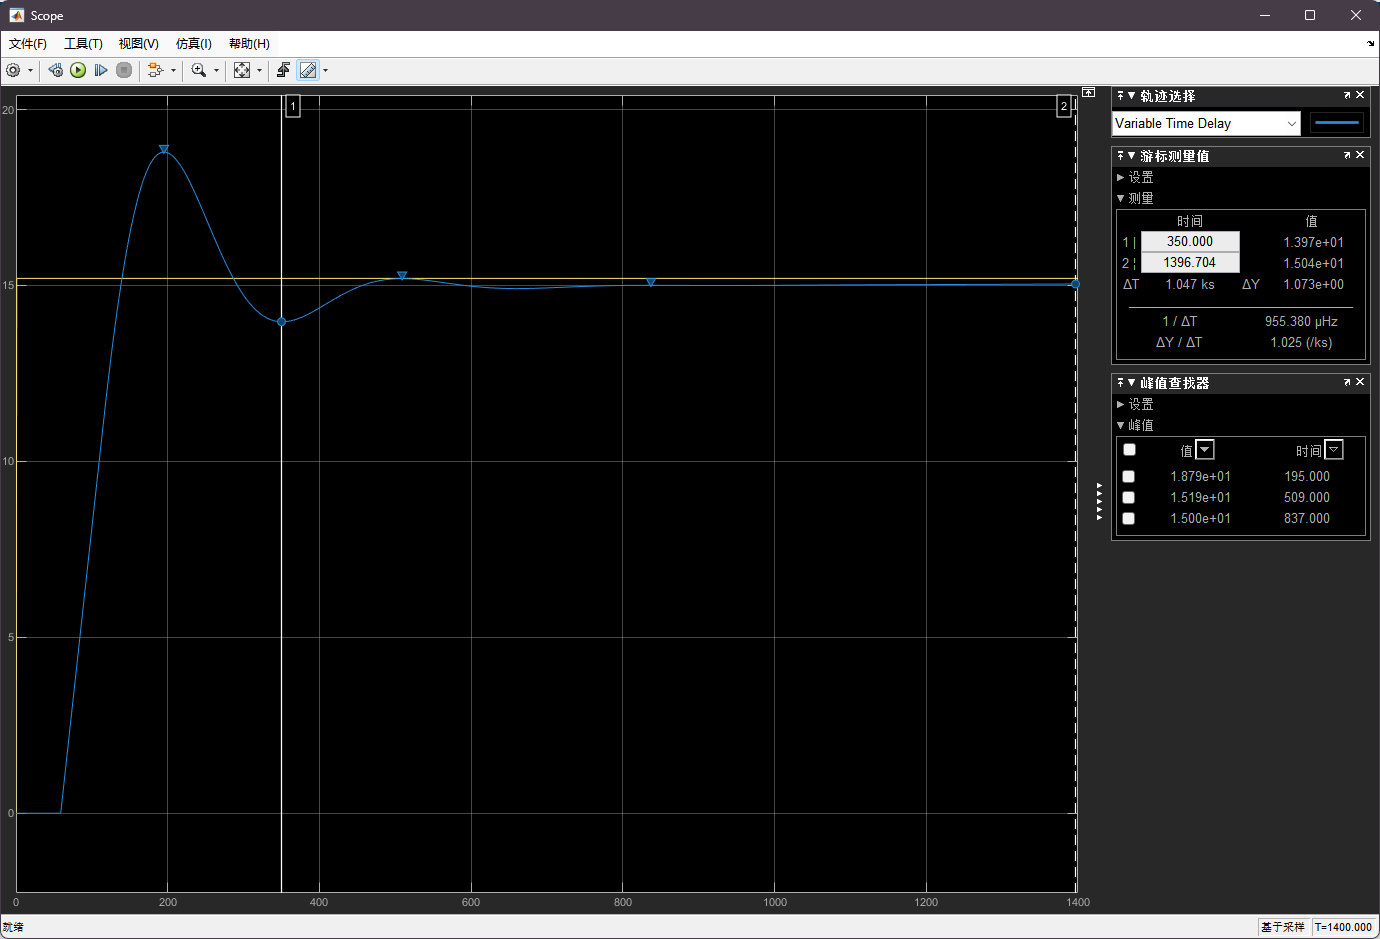 Scope
文件(F) 工具(T) 视图(V) 仿真(I) 帮助(H)
20
15
10
5
0
0 200 400 600 800 1000 1200 1400
1
2
轨迹选择
Variable Time Delay
游标测量值
设置
测量
时间 值
1 | 350.000 1.397e+01
2 ¦ 1396.704 1.504e+01
ΔT 1.047 ks ΔY 1.073e+00
1 / ΔT 955.380 µHz
ΔY / ΔT 1.025 (/ks)
峰值查找器
设置
峰值
值 时间
1.879e+01 195.000
1.519e+01 509.000
1.500e+01 837.000
就绪 基于采样 T=1400.000